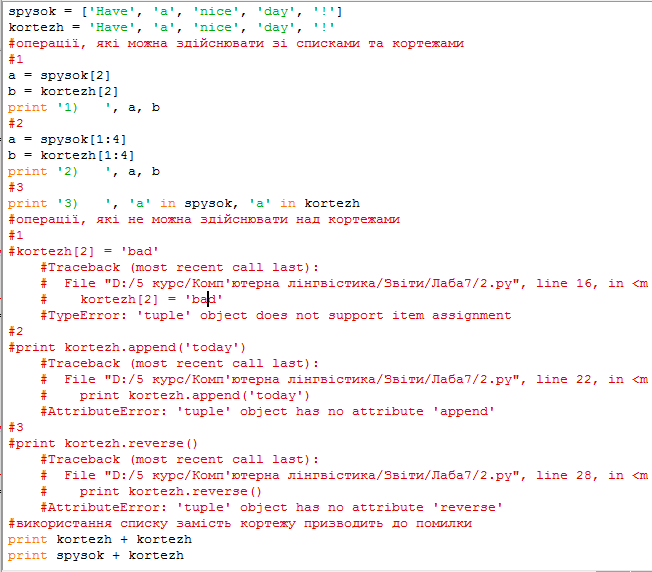 spysok = ['Have', 'a', 'nice', 'day', '!']
kortezh = 'Have', 'a', 'nice', 'day', '!'
#операції, які можна здійснювати зі списками та кортежами
#1
a = spysok[2]
b = kortezh[2]
print '1)   ', a, b
#2
a = spysok[1:4]
b = kortezh[1:4]
print '2)   ', a, b
#3
print '3)   ', 'a' in spysok, 'a' in kortezh
#операції, які не можна здійснювати над кортежами
#1
#kortezh[2] = 'bad'
    #Traceback (most recent call last):
    #  File "D:/5 курс/Комп'ютерна лінгвістика/Звіти/Лаба7/2.py", line 16, in <m
    #    kortezh[2] = 'bad'
    #TypeError: 'tuple' object does not support item assignment
#2
#print kortezh.append('today')
    #Traceback (most recent call last):
    #  File "D:/5 курс/Комп'ютерна лінгвістика/Звіти/Лаба7/2.py", line 22, in <m
    #    print kortezh.append('today')
    #AttributeError: 'tuple' object has no attribute 'append'
#3
#print kortezh.reverse()
    #Traceback (most recent call last):
    #  File "D:/5 курс/Комп'ютерна лінгвістика/Звіти/Лаба7/2.py", line 28, in <m
    #    print kortezh.reverse()
    #AttributeError: 'tuple' object has no attribute 'reverse'
#використання списку замість кортежу призводить до помилки
print kortezh + kortezh
print spysok + kortezh